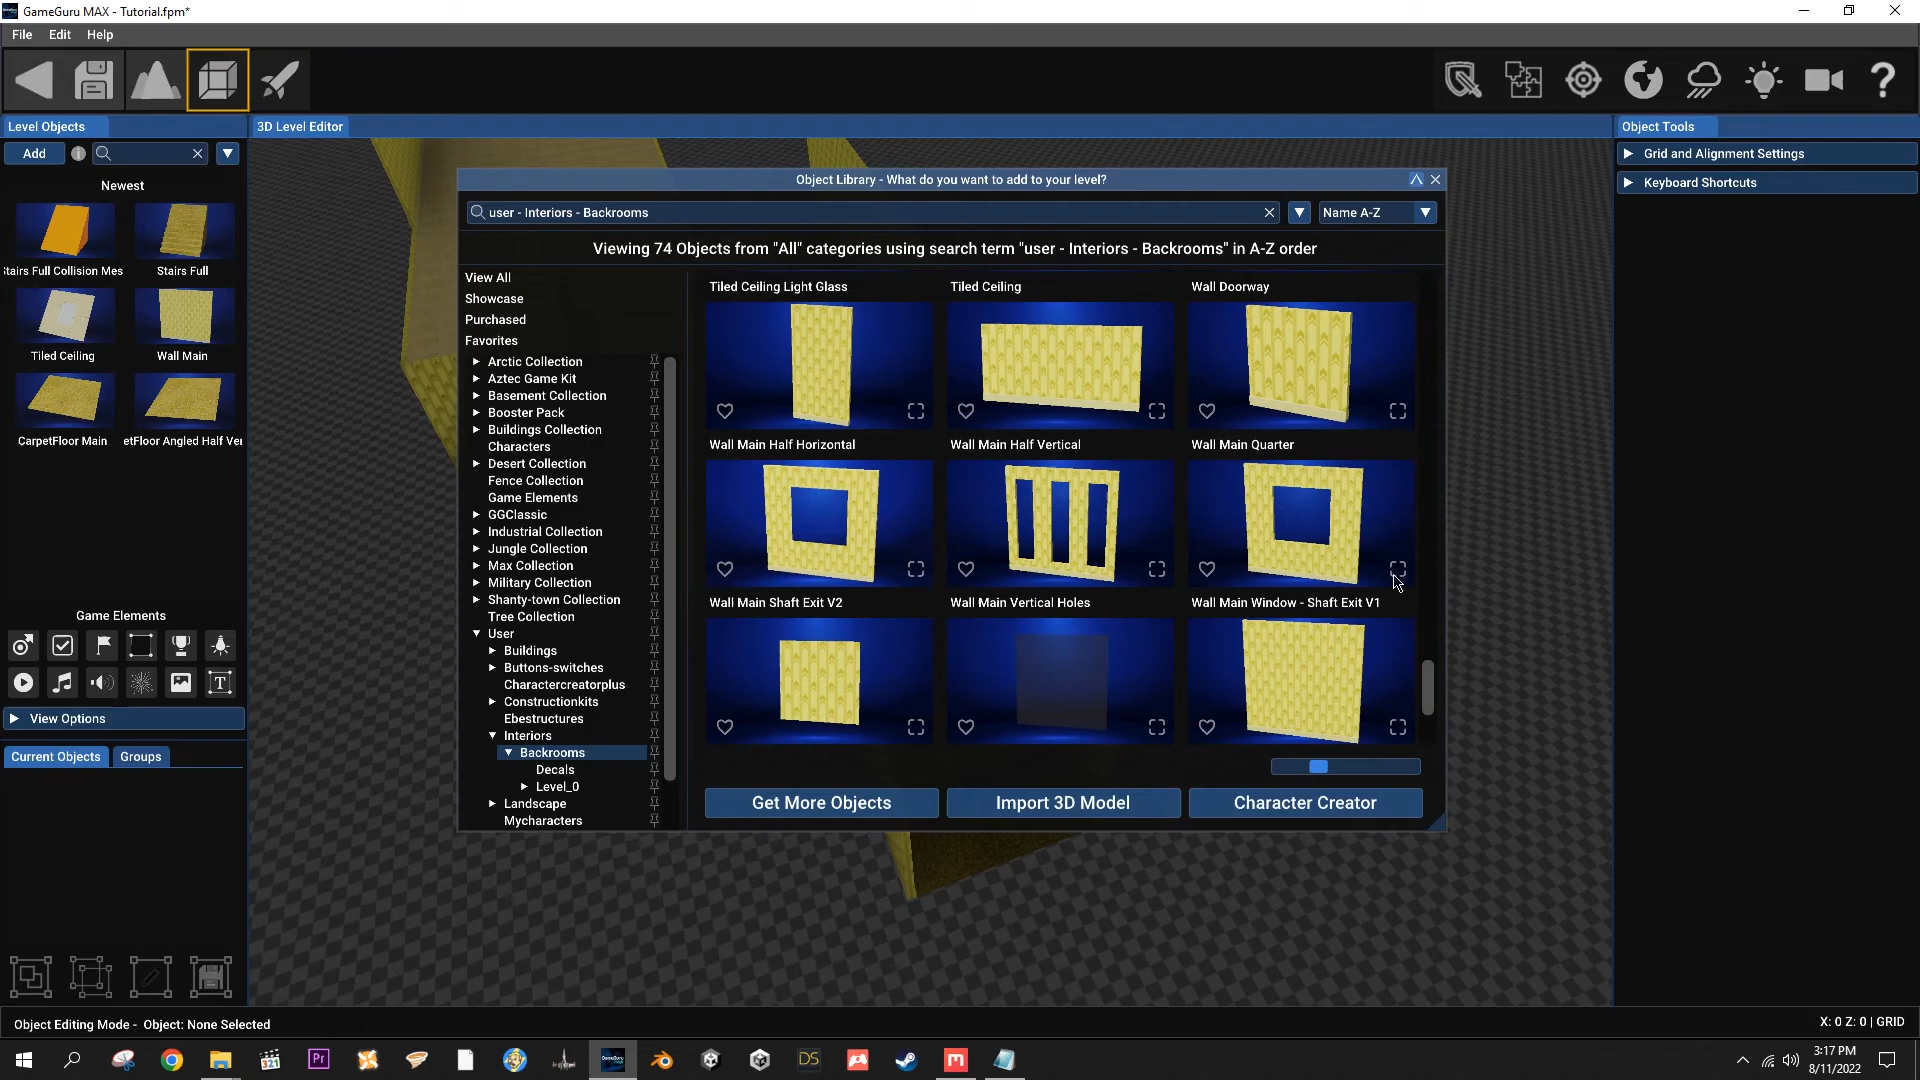 GameGuru MAX - Tutorial.fpm*
File Edit Help
Level Objects
3D Level Editor
Object Tools
Add
Grid and Alignment Settings
Keyboard Shortcuts
Newest
tairs Full Collision Mes
Stairs Full
Tiled Ceiling
Wall Main
CarpetFloor Main
etFloor Angled Half Ver
Game Elements
View Options
Current Objects
Groups
Object Library - What do you want to add to your level?
user - Interiors - Backrooms
Name A-Z
Viewing 74 Objects from "All" categories using search term "user - Interiors - Backrooms" in A-Z order
View All
Showcase
Purchased
Favorites
Arctic Collection
Aztec Game Kit
Basement Collection
Booster Pack
Buildings Collection
Characters
Desert Collection
Fence Collection
Game Elements
GGClassic
Industrial Collection
Jungle Collection
Max Collection
Military Collection
Shanty-town Collection
Tree Collection
User
Buildings
Buttons-switches
Charactercreatorplus
Constructionkits
Ebestructures
Interiors
Backrooms
Decals
Level_0
Landscape
Mycharacters
Tiled Ceiling Light Glass
Tiled Ceiling
Wall Doorway
Wall Main Half Horizontal
Wall Main Half Vertical
Wall Main Quarter
Wall Main Shaft Exit V2
Wall Main Vertical Holes
Wall Main Window - Shaft Exit V1
Get More Objects
Import 3D Model
Character Creator
Object Editing Mode - Object: None Selected
X: 0 Z: 0 | GRID
321
Pr
DS
3:17 PM
8/11/2022